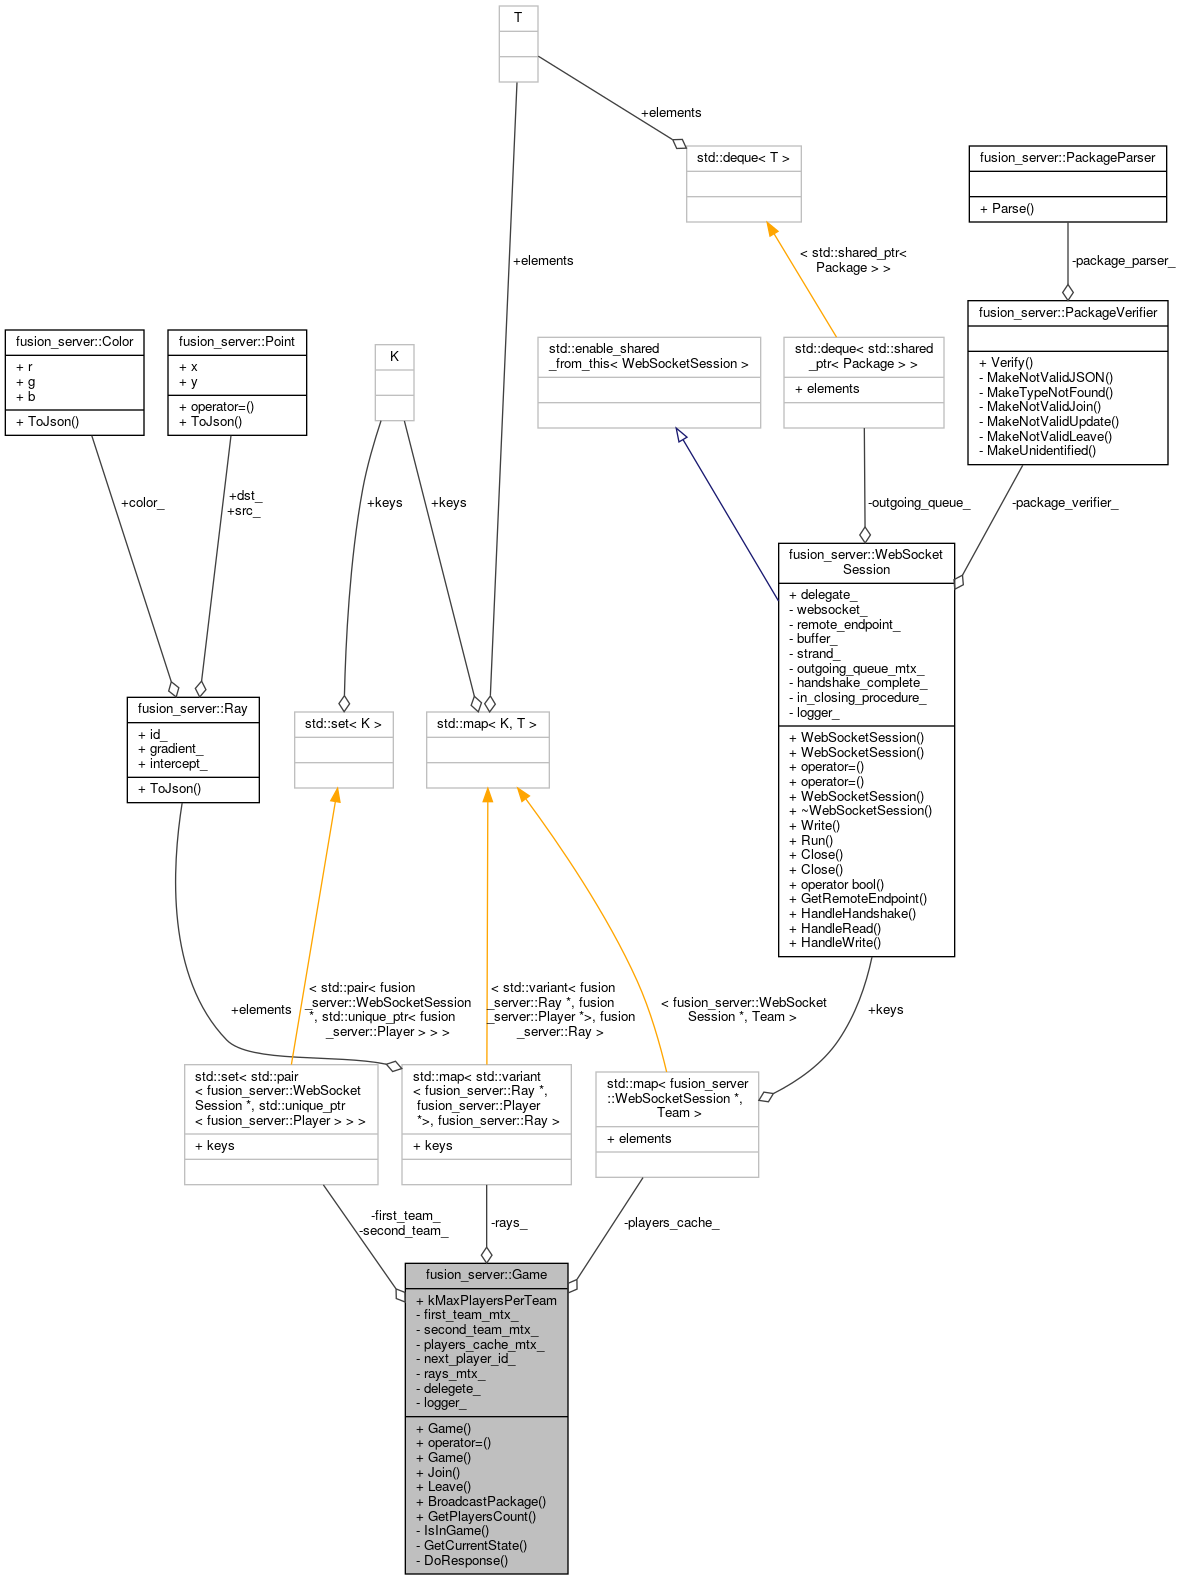 T
+elements
std::deque< T >
fusion_server::PackageParser
+ Parse()
+elements
< std::shared_ptr<
Package > >
-package_parser_
fusion_server::Color
+ r
+ g
+ b
+ ToJson()
fusion_server::Point
+ x
+ y
+ operator=()
+ ToJson()
K
std::enable_shared
_from_this< WebSocketSession >
std::deque< std::shared
_ptr< Package > >
+ elements
fusion_server::PackageVerifier
+ Verify()
- MakeNotValidJSON()
- MakeTypeNotFound()
- MakeNotValidJoin()
- MakeNotValidUpdate()
- MakeNotValidLeave()
- MakeUnidentified()
+color_
+dst_
+src_
+keys
+keys
-outgoing_queue_
-package_verifier_
fusion_server::WebSocket
Session
+ delegate_
- websocket_
- remote_endpoint_
- buffer_
- strand_
- outgoing_queue_mtx_
- handshake_complete_
- in_closing_procedure_
- logger_
+ WebSocketSession()
+ WebSocketSession()
+ operator=()
+ operator=()
+ WebSocketSession()
+ ~WebSocketSession()
+ Write()
+ Run()
+ Close()
+ Close()
+ operator bool()
+ GetRemoteEndpoint()
+ HandleHandshake()
+ HandleRead()
+ HandleWrite()
fusion_server::Ray
+ id_
+ gradient_
+ intercept_
+ ToJson()
std::set< K >
std::map< K, T >
+elements
< std::pair< fusion
_server::WebSocketSession
*, std::unique_ptr< fusion
_server::Player > > >
< std::variant< fusion
_server::Ray *, fusion
_server::Player *>, fusion
_server::Ray >
< fusion_server::WebSocket
Session *, Team >
+keys
std::set< std::pair
< fusion_server::WebSocket
Session *, std::unique_ptr
< fusion_server::Player > > >
+ keys
std::map< std::variant
< fusion_server::Ray *,
fusion_server::Player
*>, fusion_server::Ray >
+ keys
std::map< fusion_server
::WebSocketSession *,
Team >
+ elements
-first_team_
-second_team_
-rays_
-players_cache_
fusion_server::Game
+ kMaxPlayersPerTeam
- first_team_mtx_
- second_team_mtx_
- players_cache_mtx_
- next_player_id_
- rays_mtx_
- delegete_
- logger_
+ Game()
+ operator=()
+ Game()
+ Join()
+ Leave()
+ BroadcastPackage()
+ GetPlayersCount()
- IsInGame()
- GetCurrentState()
- DoResponse()